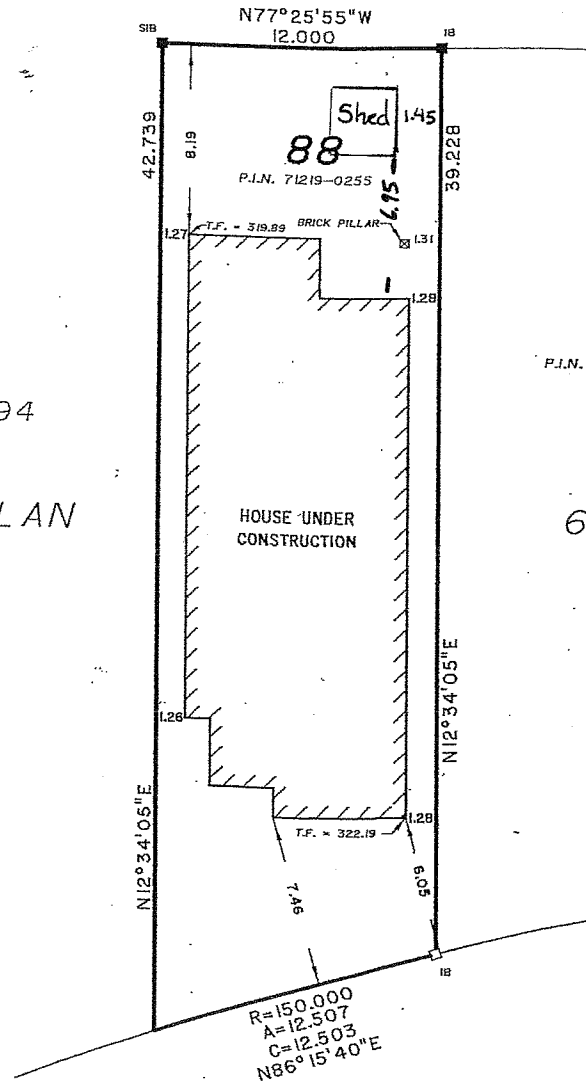 N77°25'55"W
12.000
SIB
IB
42.739
8.19
Shed
1.45
39.228
88
P.I.N. 71219-0255
6.95
1.27
T.F. = 319.89
BRICK PILLAR
1.31
1.29
P.I.N.
94
LAN
HOUSE UNDER
CONSTRUCTION
6
1.26
N12°34'05"E
N12°34'05"E
1.28
T.F. = 322.19
7.46
6.05
IB
R=150.000
A=12.507
C=12.503
N86°15'40"E